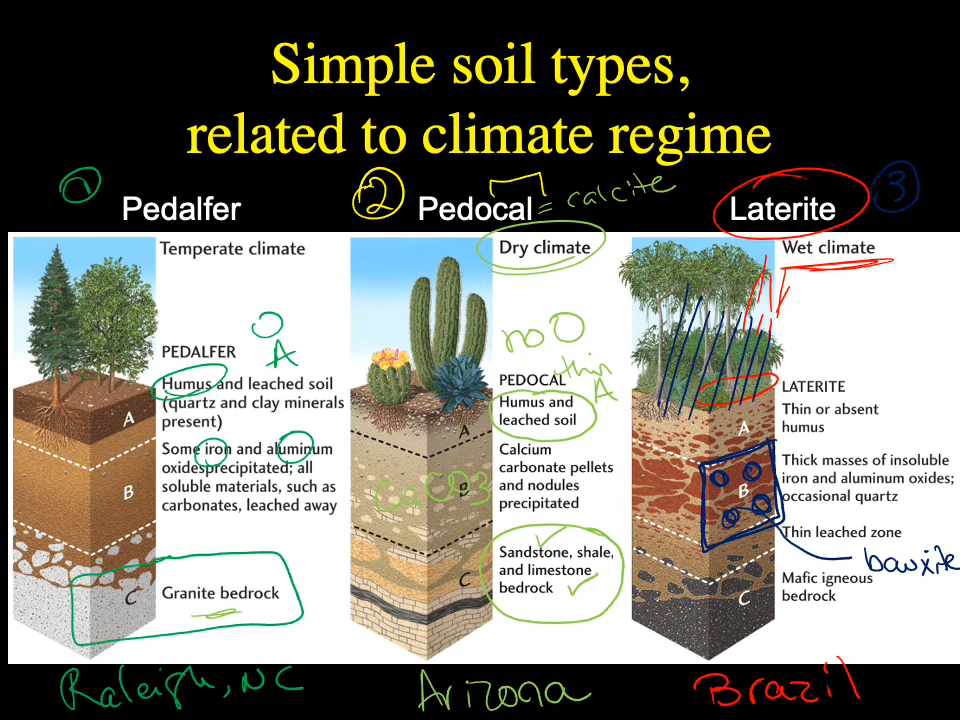 Simple soil types,
related to climate regime
1 Pedalfer
2 Pedocal = calcite
Laterite 3
Temperate climate
O
A
PEDALFER
Humus and leached soil
(quartz and clay minerals
present)
Some iron and aluminum
oxidesprecipitated; all
soluble materials, such as
carbonates, leached away
Granite bedrock
A
B
C
Raleigh, NC
Dry climate
no O
thin
A
PEDOCAL
Humus and
leached soil
Calcium
carbonate pellets
and nodules
precipitated
Sandstone, shale,
and limestone
bedrock
A
B
CaCO3
C
Arizona
Wet climate
LATERITE
Thin or absent
humus
Thick masses of insoluble
iron and aluminum oxides;
occasional quartz
Thin leached zone
bauxite
Mafic igneous
bedrock
A
B
C
Brazil